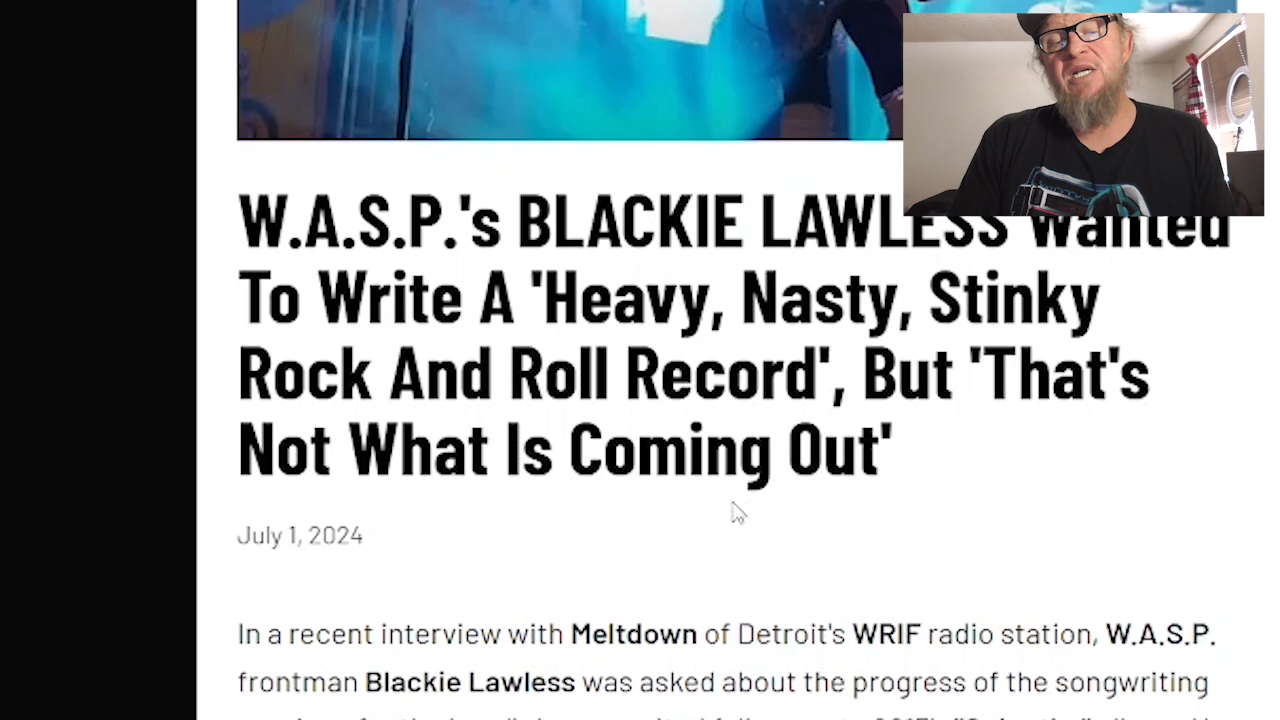 W.A.S.P.'s BLACKIE LAWLESS Wanted
To Write A 'Heavy, Nasty, Stinky
Rock And Roll Record', But 'That's
Not What Is Coming Out'
July 1, 2024
In a recent interview with Meltdown of Detroit's WRIF radio station, W.A.S.P.
frontman Blackie Lawless was asked about the progress of the songwriting